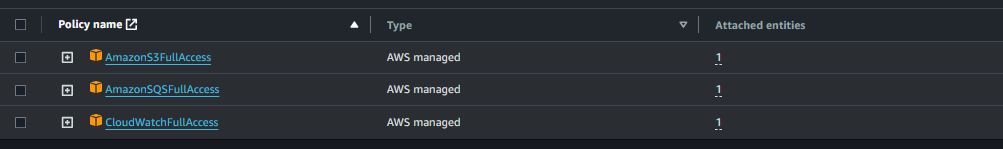 Policy name Type Attached entities
AmazonS3FullAccess AWS managed 1
AmazonSQSFullAccess AWS managed 1
CloudWatchFullAccess AWS managed 1